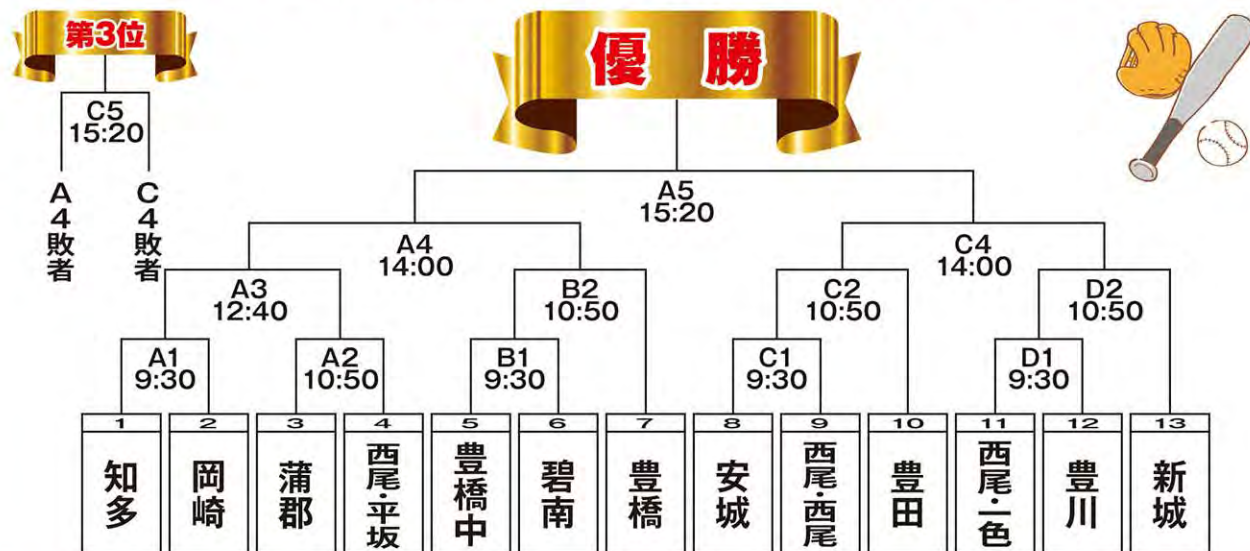 第3位
優勝
C5
15:20
A4敗者
C4敗者
A5
15:20
A4
14:00
C4
14:00
A3
12:40
B2
10:50
C2
10:50
D2
10:50
A1
9:30
A2
10:50
B1
9:30
C1
9:30
D1
9:30
1
2
3
4
5
6
7
8
9
10
11
12
13
知多
岡崎
蒲郡
西尾・平坂
豊橋中
碧南
豊橋
安城
西尾・西尾
豊田
西尾・一色
豊川
新城